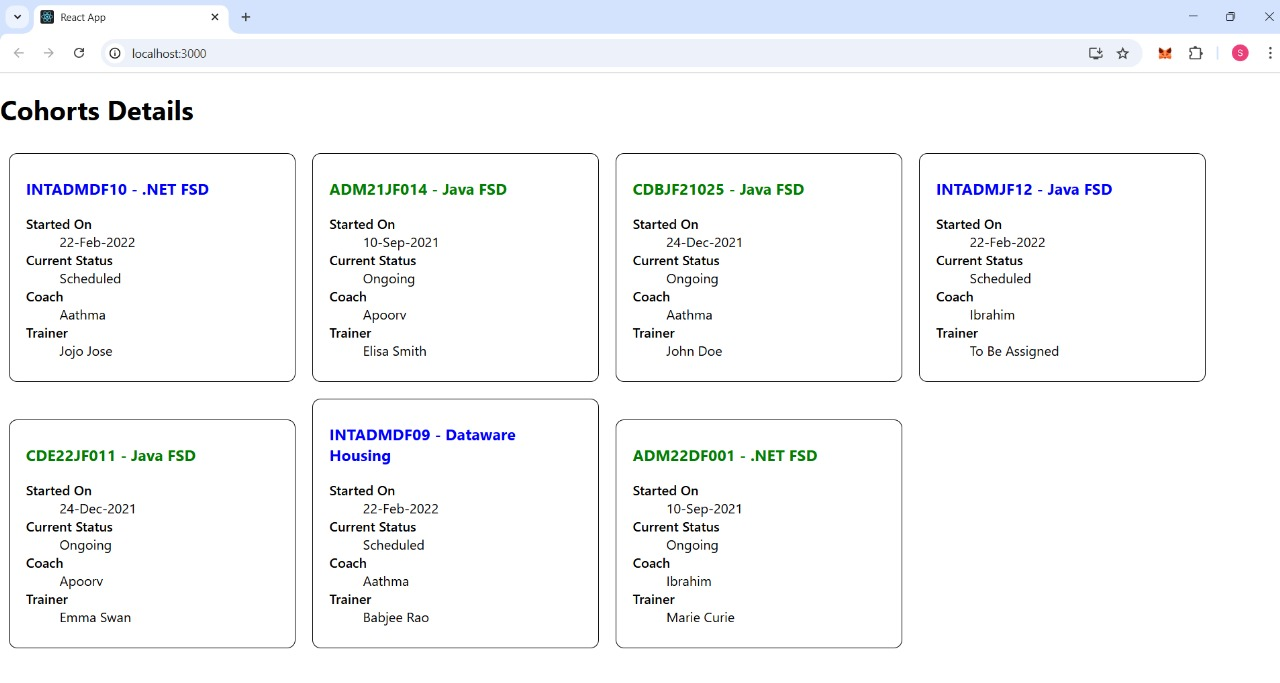 React App
localhost:3000
S
Cohorts Details
INTADMDF10 - .NET FSD
Started On
22-Feb-2022
Current Status
Scheduled
Coach
Aathma
Trainer
Jojo Jose
ADM21JF014 - Java FSD
Started On
10-Sep-2021
Current Status
Ongoing
Coach
Apoorv
Trainer
Elisa Smith
CDBJF21025 - Java FSD
Started On
24-Dec-2021
Current Status
Ongoing
Coach
Aathma
Trainer
John Doe
INTADMJF12 - Java FSD
Started On
22-Feb-2022
Current Status
Scheduled
Coach
Ibrahim
Trainer
To Be Assigned
CDE22JF011 - Java FSD
Started On
24-Dec-2021
Current Status
Ongoing
Coach
Apoorv
Trainer
Emma Swan
INTADMDF09 - Dataware
Housing
Started On
22-Feb-2022
Current Status
Scheduled
Coach
Aathma
Trainer
Babjee Rao
ADM22DF001 - .NET FSD
Started On
10-Sep-2021
Current Status
Ongoing
Coach
Ibrahim
Trainer
Marie Curie